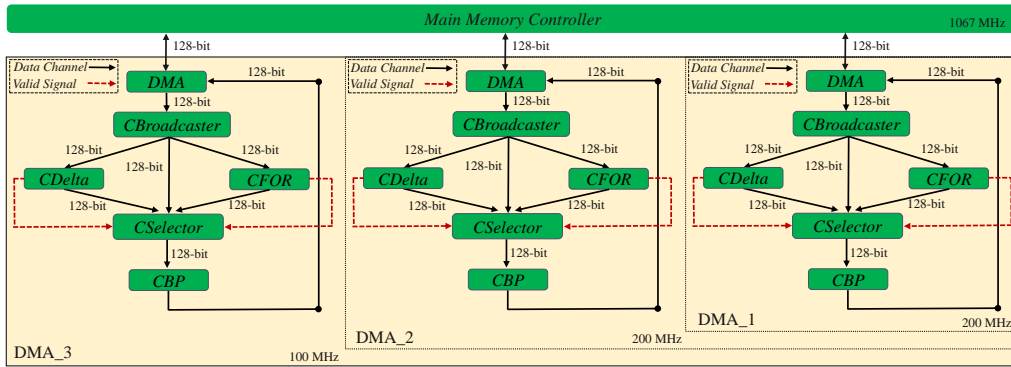 Main Memory Controller
1067 MHz
128-bit 128-bit 128-bit
Data Channel
Valid Signal
DMA
128-bit
128-bit
CBroadcaster
128-bit
128-bit
128-bit
CDelta
CFOR
128-bit
128-bit
CSelector
128-bit
CBP
DMA_3
100 MHz
Data Channel
Valid Signal
DMA
128-bit
128-bit
CBroadcaster
128-bit
128-bit
128-bit
CDelta
CFOR
128-bit
128-bit
CSelector
128-bit
CBP
DMA_2
200 MHz
Data Channel
Valid Signal
DMA
128-bit
128-bit
CBroadcaster
128-bit
128-bit
128-bit
CDelta
CFOR
128-bit
128-bit
CSelector
128-bit
CBP
DMA_1
200 MHz